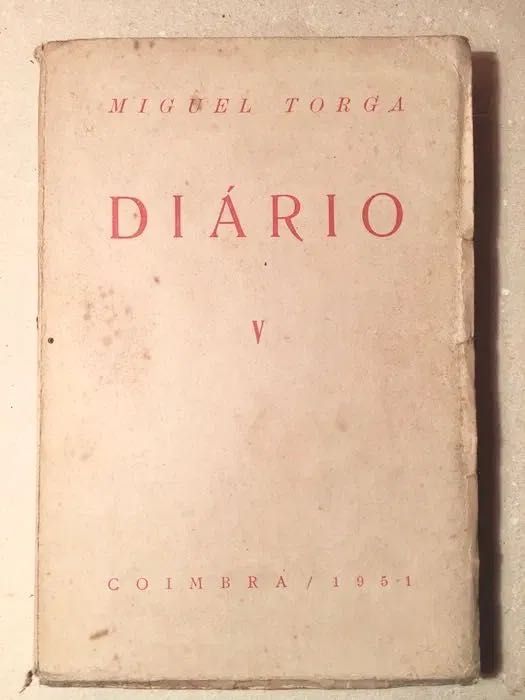 MIGUEL TORGA
DIÁRIO
V
COIMBRA / 1951